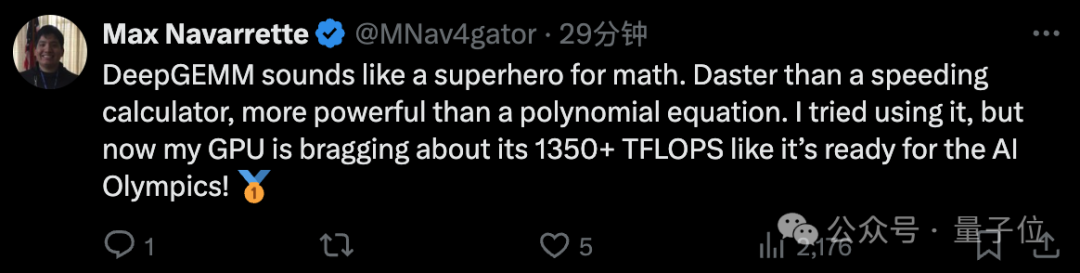 Max Navarrette @MNav4gator · 29分钟
DeepGEMM sounds like a superhero for math. Daster than a speeding
calculator, more powerful than a polynomial equation. I tried using it, but
now my GPU is bragging about its 1350+ TFLOPS like it’s ready for the AI
Olympics! 🥇
1 5 2,176
公众号 · 量子位